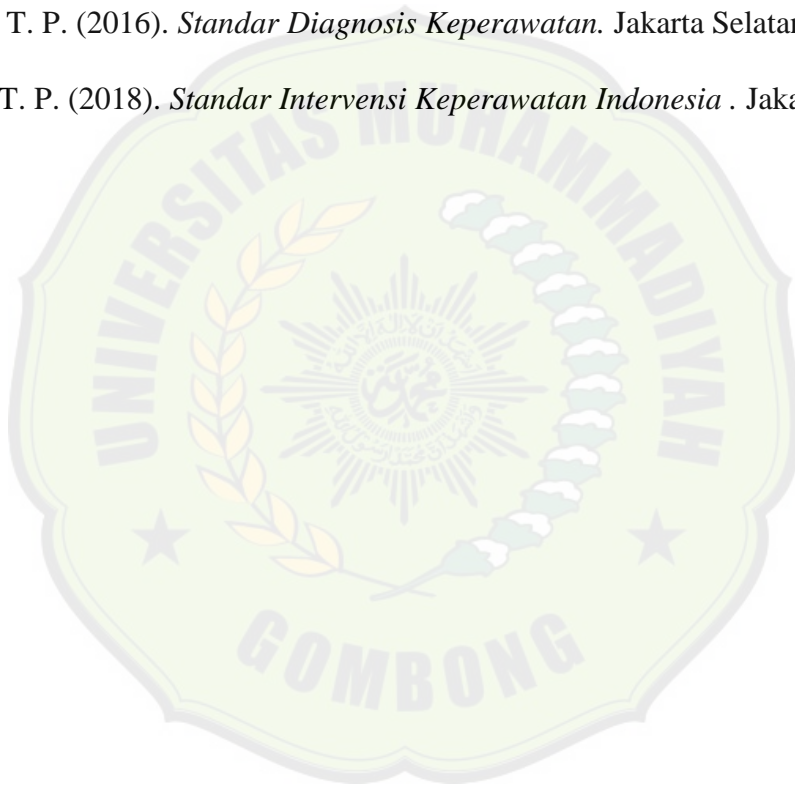 T. P. (2016). Standar Diagnosis Keperawatan. Jakarta Selatan
T. P. (2018). Standar Intervensi Keperawatan Indonesia . Jaka
UNIVERSITAS MUHAMMADIYAH
GOMBONG